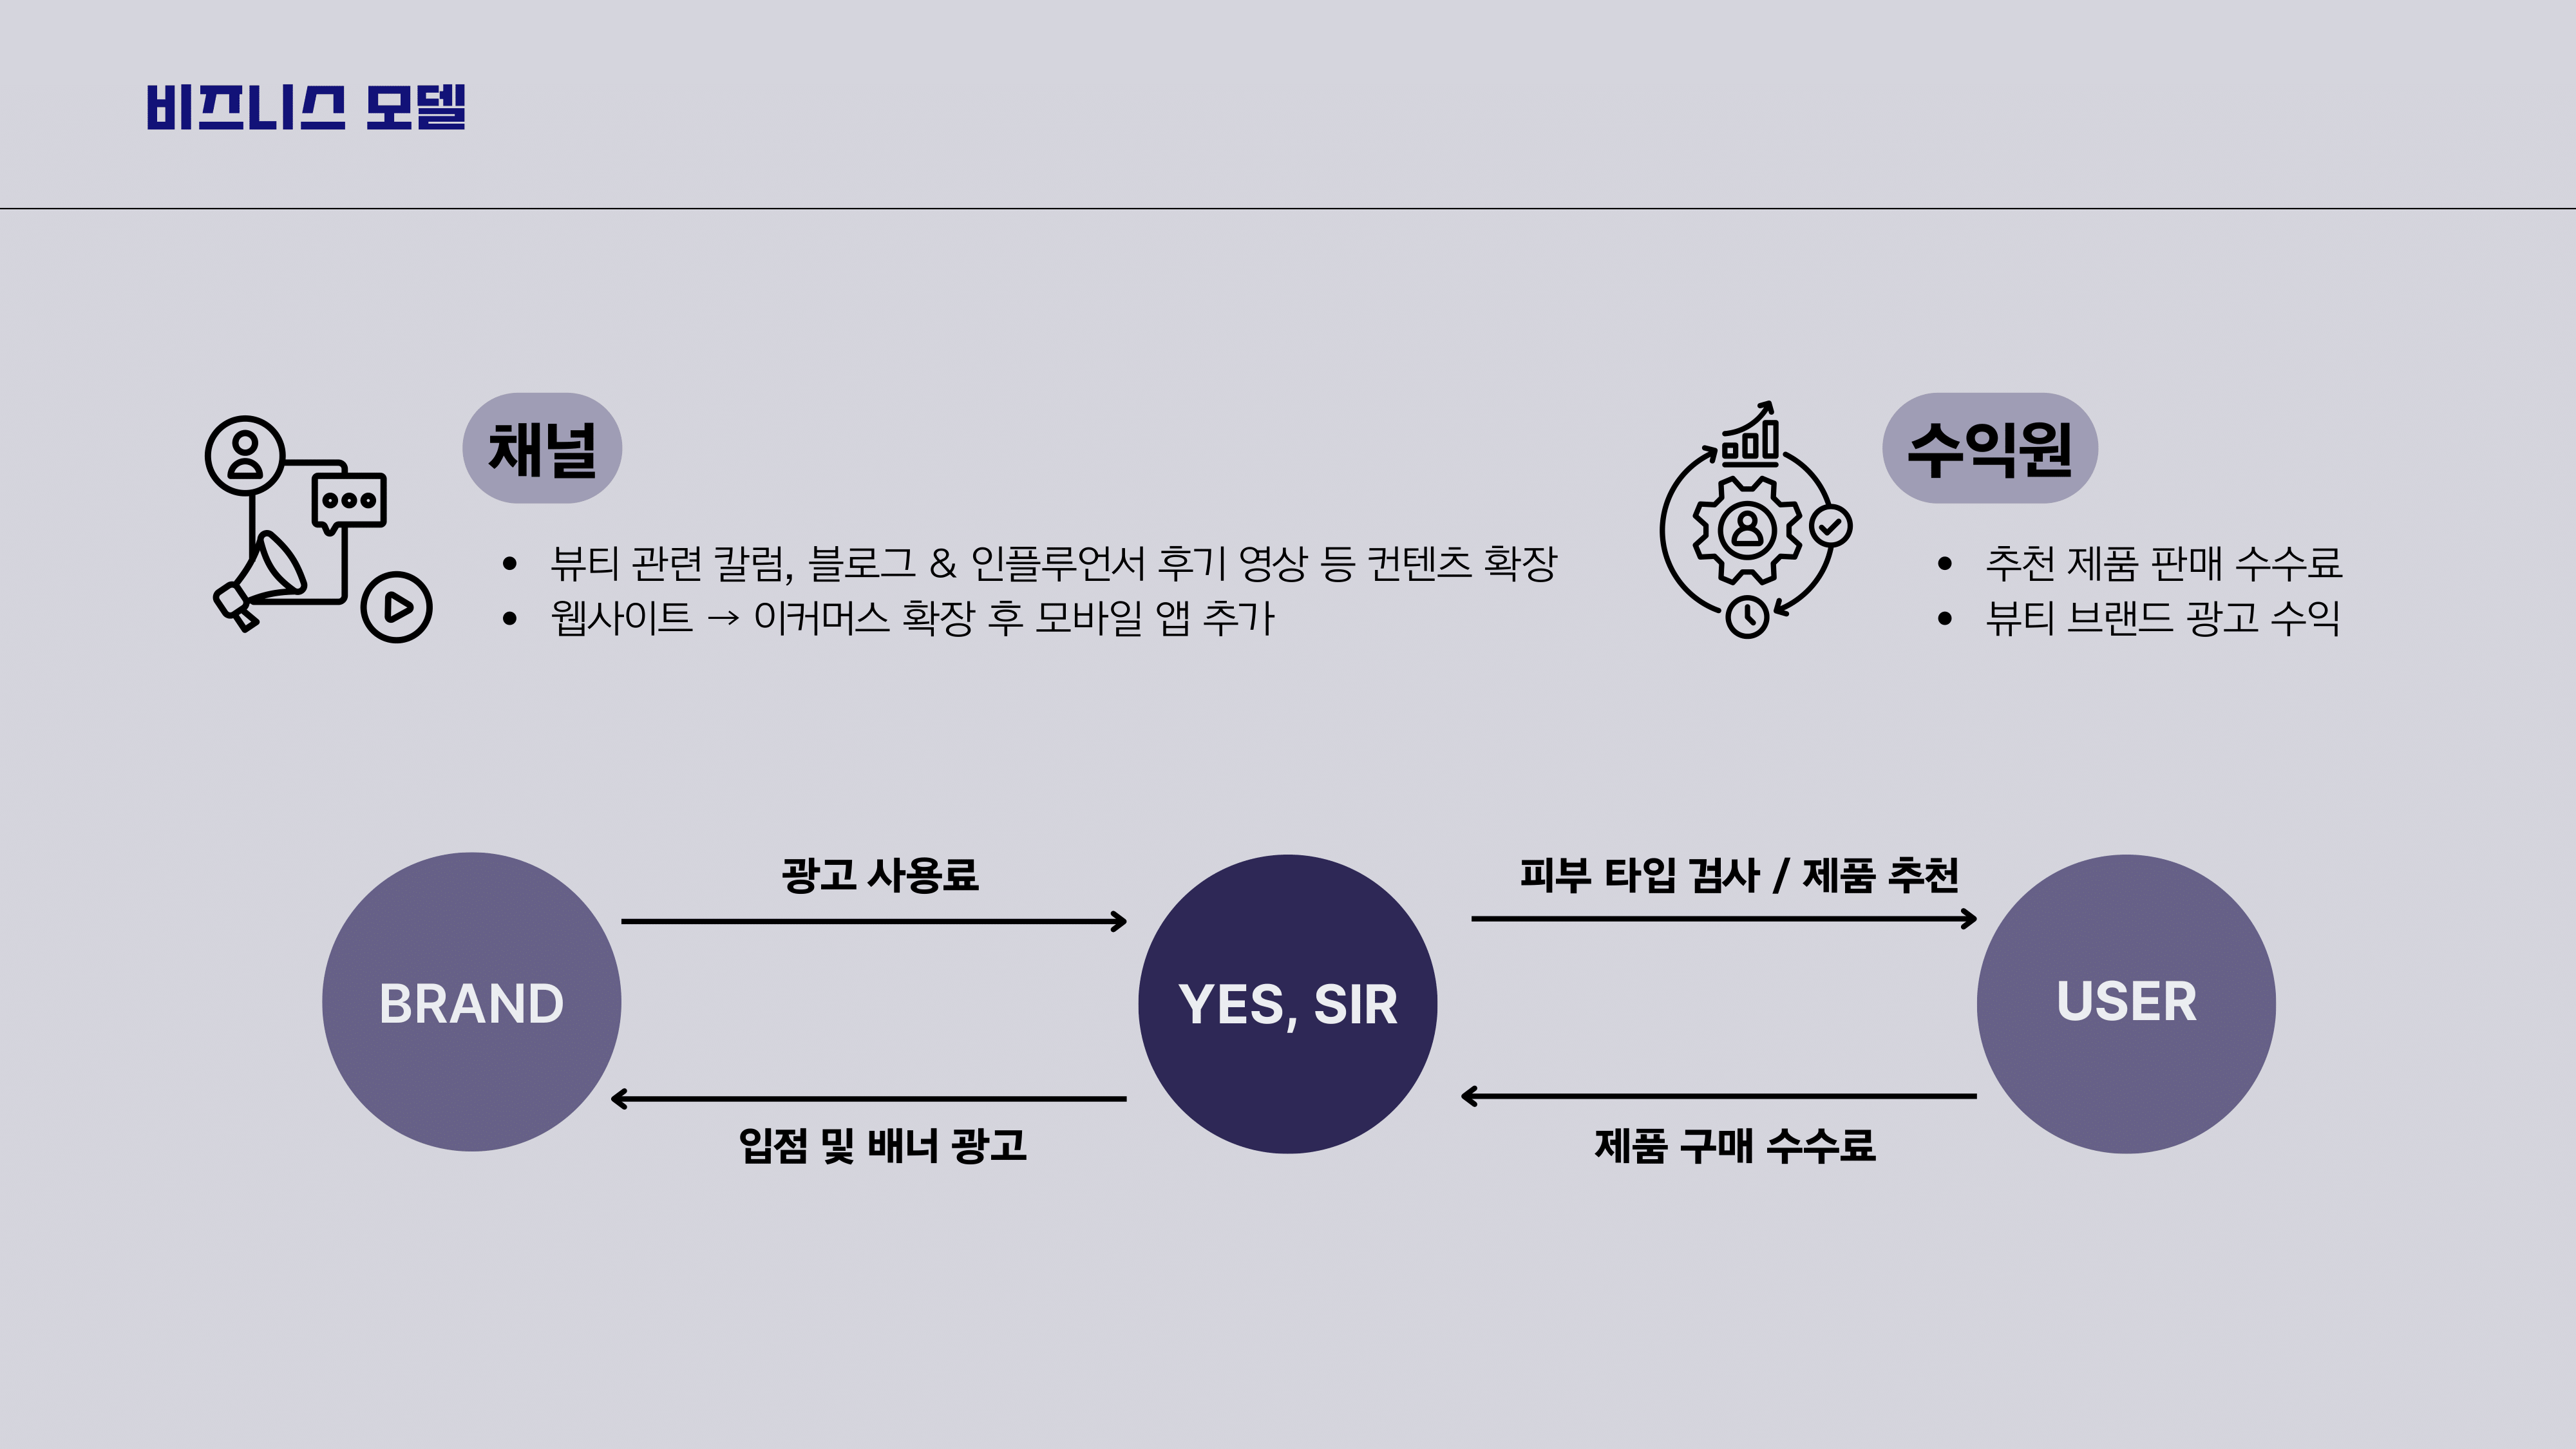 비즈니스 모델
채널
• 뷰티 관련 칼럼, 블로그 & 인플루언서 후기 영상 등 컨텐츠 확장
• 웹사이트 → 이커머스 확장 후 모바일 앱 추가
수익원
• 추천 제품 판매 수수료
• 뷰티 브랜드 광고 수익
광고 사용료
피부 타입 검사 / 제품 추천
BRAND
YES, SIR
USER
입점 및 배너 광고
제품 구매 수수료